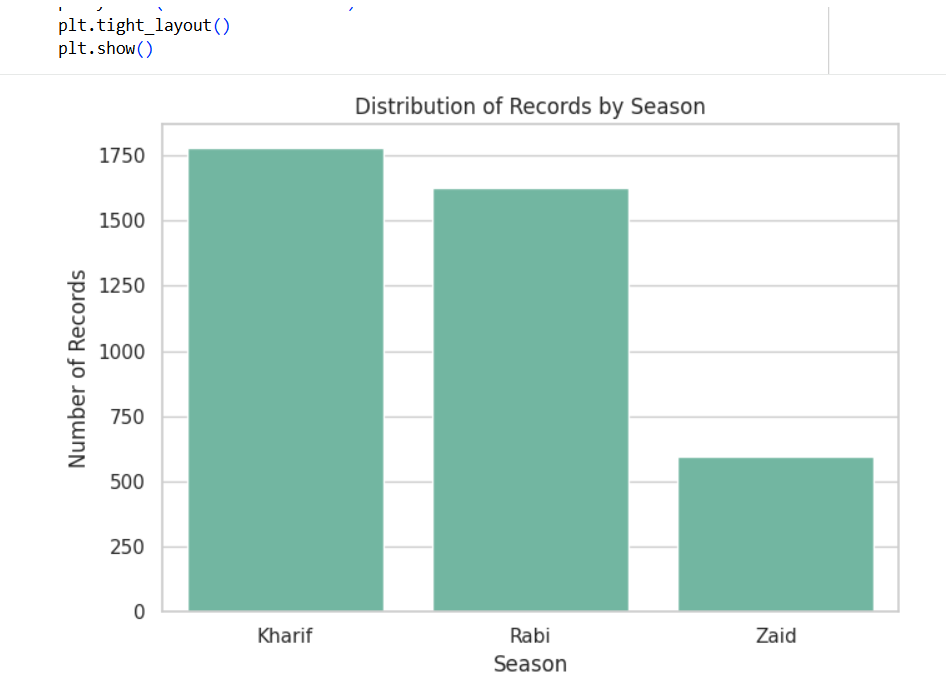 plt.tight_layout()
plt.show()
Distribution of Records by Season
1750
1500
1250
1000
750
500
250
0
Number of Records
Kharif Rabi Zaid
Season